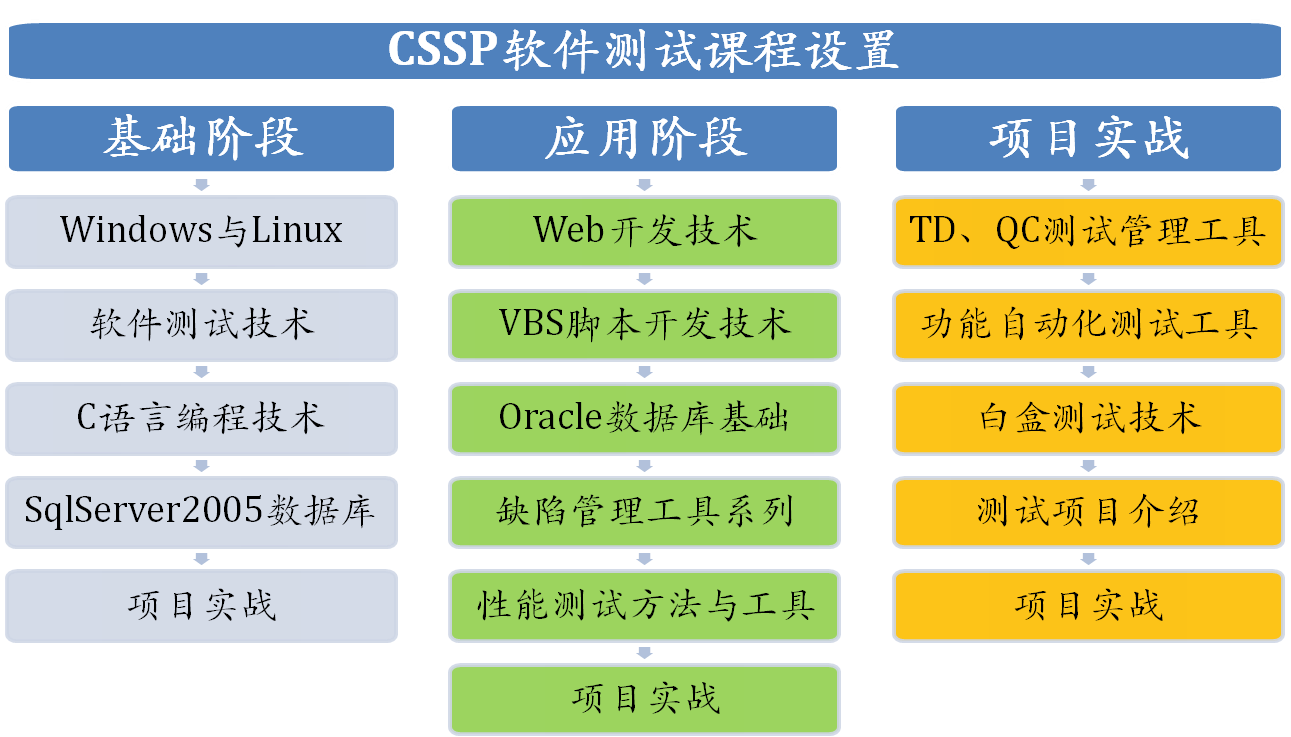 CSSP软件测试课程设置
基础阶段
Windows与Linux
软件测试技术
C语言编程技术
SqlServer2005数据库
项目实战
应用阶段
Web开发技术
VBS脚本开发技术
Oracle数据库基础
缺陷管理工具系列
性能测试方法与工具
项目实战
项目实战
TD、QC测试管理工具
功能自动化测试工具
白盒测试技术
测试项目介绍
项目实战